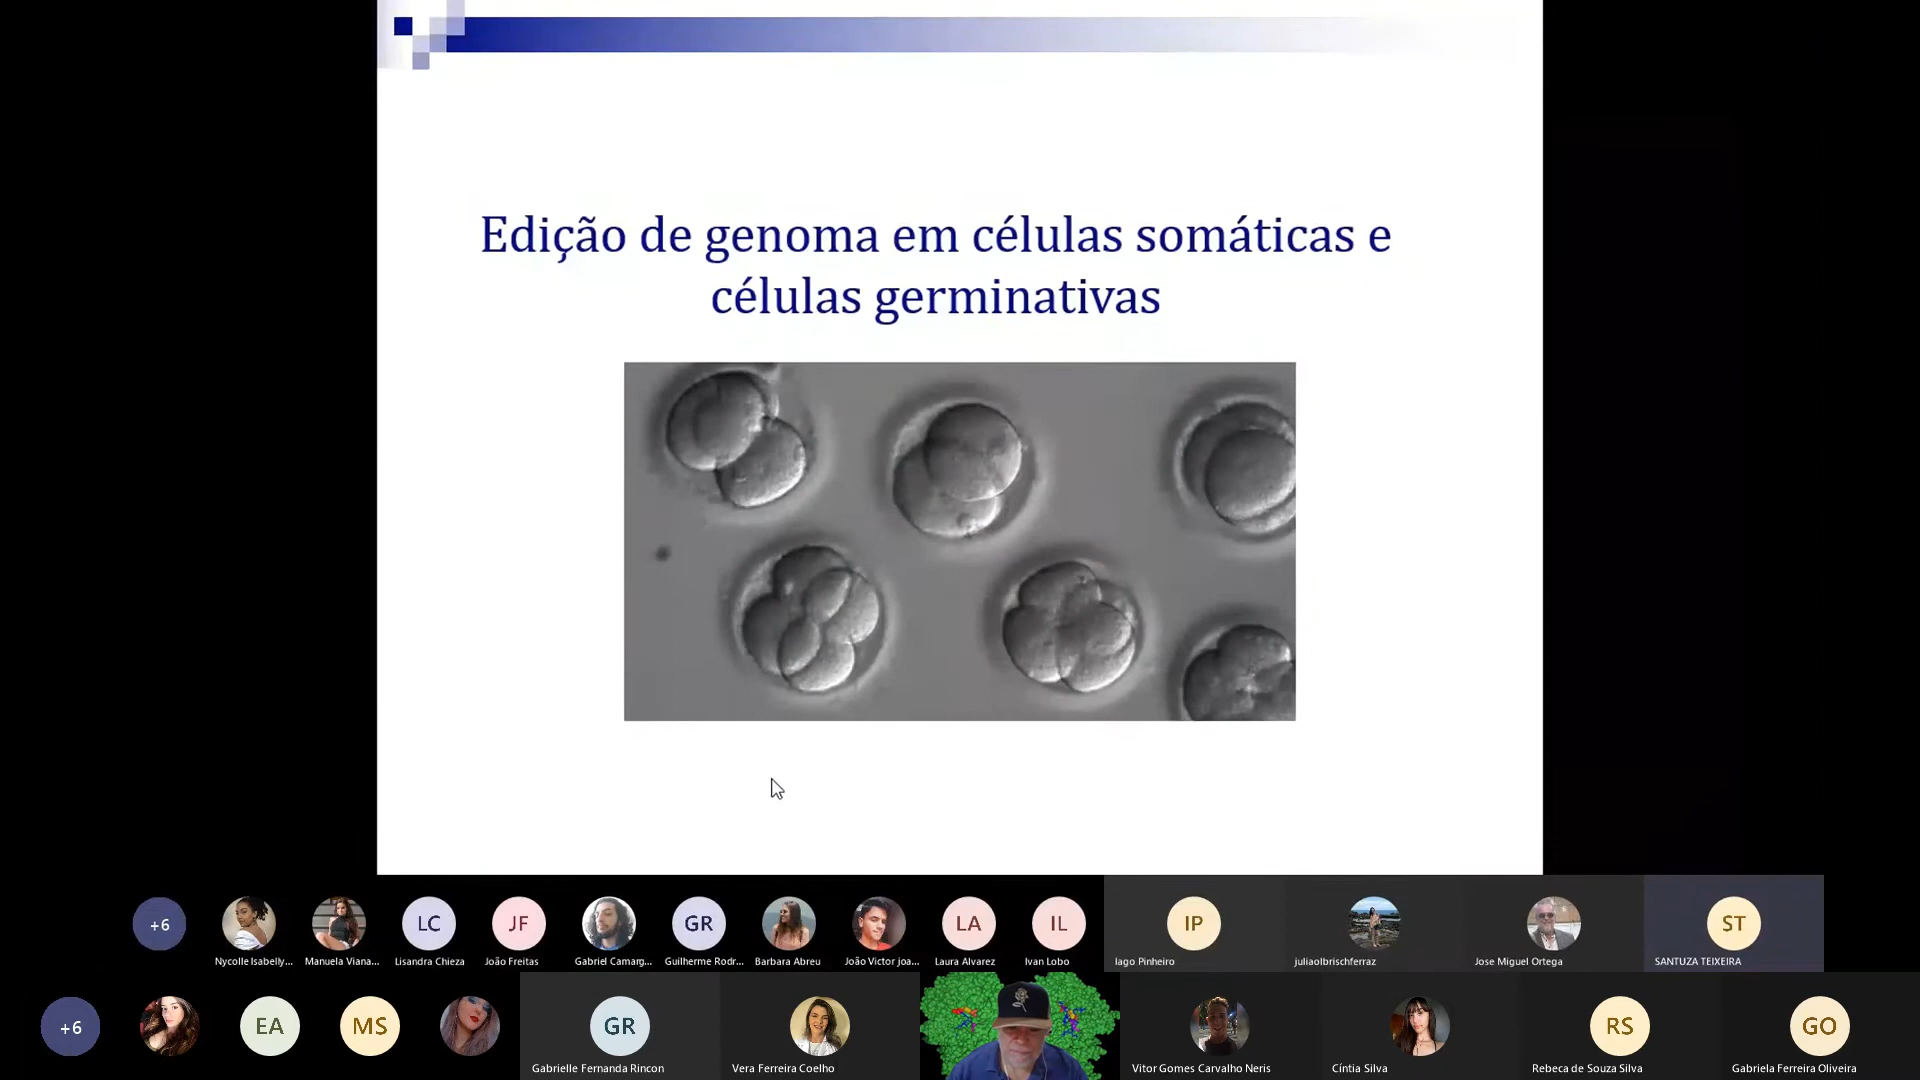 Edição de genoma em células somáticas e
células germinativas
+6
LC
JF
GR
LA
IL
IP
ST
Nycolle Isabelly...
Manuela Viana...
Lisandra Chieza
João Freitas
Gabriel Camarg...
Guilherme Rodr...
Barbara Abreu
João Victor joa...
Laura Alvarez
Ivan Lobo
Iago Pinheiro
juliaolbrischferraz
Jose Miguel Ortega
SANTUZA TEIXEIRA
+6
EA
MS
GR
RS
GO
Gabrielle Fernanda Rincon
Vera Ferreira Coelho
Vitor Gomes Carvalho Neris
Cíntia Silva
Rebeca de Souza Silva
Gabriela Ferreira Oliveira